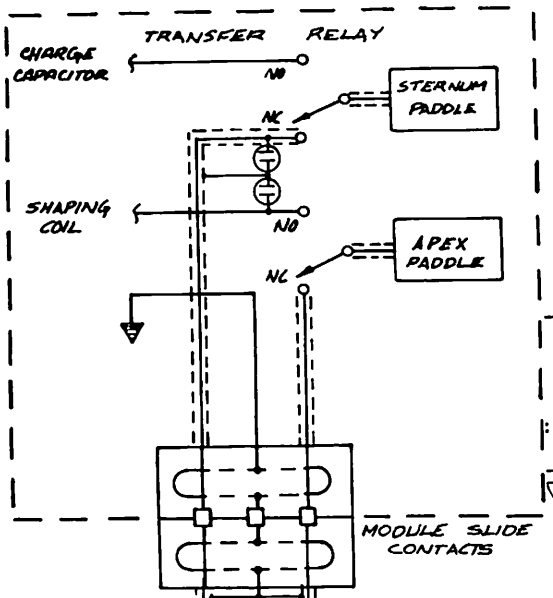 TRANSFER RELAY
CHARGE
CAPACITOR
NO
STERNUM
PADDLE
NC
SHAPING
COIL
NO
APEX
PADDLE
NC
MODULE SLIDE
CONTACTS